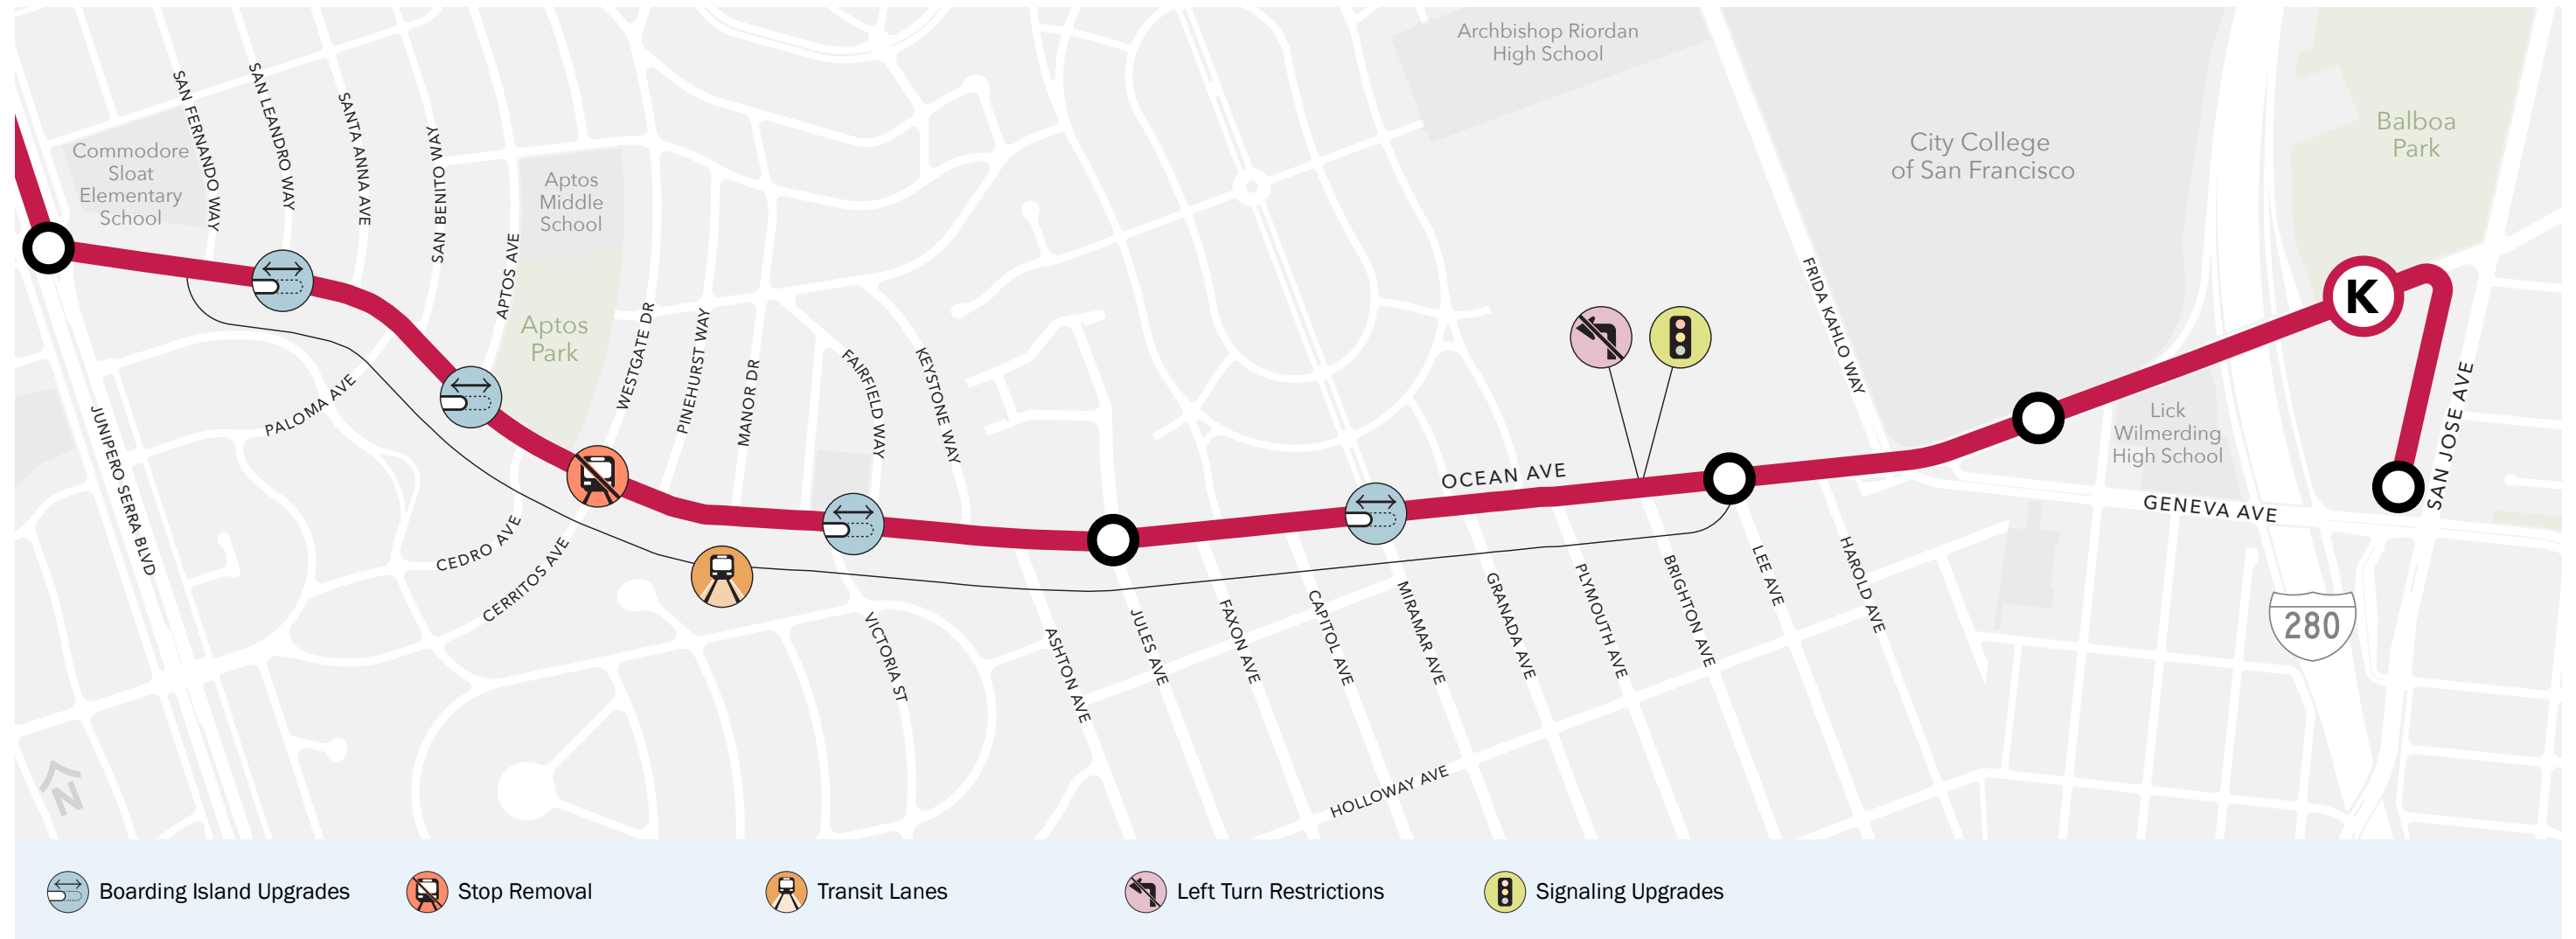 Archbishop Riordan
High School
City College
of San Francisco
Balboa
Park
SAN FERNANDO WAY
SAN LEANDRO WAY
SANTA ANNA AVE
SAN BENITO WAY
APTOS AVE
Commodore
Sloat
Elementary
School
Aptos
Middle
School
Aptos
Park
WESTGATE DR
PINEHURST WAY
MANOR DR
FAIRFIELD WAY
KEYSTONE WAY
FRIDA KAHLO WAY
K
JUNIPERO SERRA BLVD
PALOMA AVE
CEDRO AVE
CERRITOS AVE
OCEAN AVE
Lick
Wilmerding
High School
GENEVA AVE
SAN JOSE AVE
VICTORIA ST
ASHTON AVE
JULES AVE
FAXON AVE
CAPITOL AVE
MIRAMAR AVE
GRANADA AVE
PLYMOUTH AVE
BRIGHTON AVE
LEE AVE
HAROLD AVE
280
HOLLOWAY AVE
N
Boarding Island Upgrades
Stop Removal
Transit Lanes
Left Turn Restrictions
Signaling Upgrades